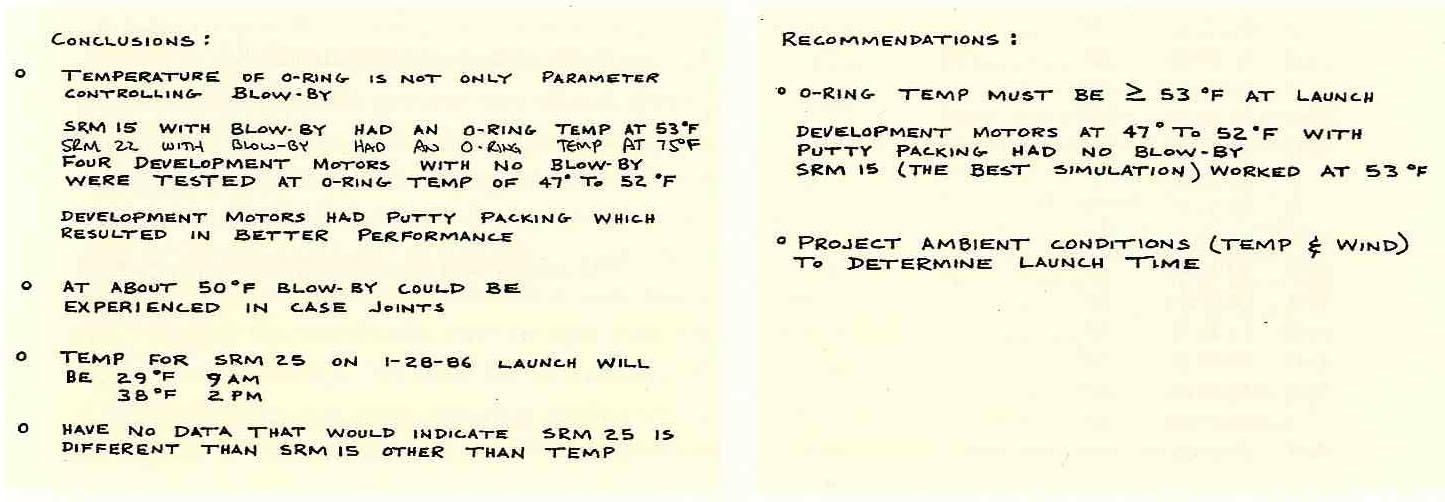 CONCLUSIONS :
o TEMPERATURE OF O-RING IS NOT ONLY PARAMETER
CONTROLLING BLOW-BY
SRM 15 WITH BLOW-BY HAD AN O-RING TEMP AT 53°F
SRM 22 WITH BLOW-BY HAD AN O-RING TEMP AT 75°F
FOUR DEVELOPMENT MOTORS WITH NO BLOW-BY
WERE TESTED AT O-RING TEMP OF 47° TO 52°F
DEVELOPMENT MOTORS HAD PUTTY PACKING WHICH
RESULTED IN BETTER PERFORMANCE
o AT ABOUT 50°F BLOW-BY COULD BE
EXPERIENCED IN CASE JOINTS
o TEMP FOR SRM 25 ON 1-28-86 LAUNCH WILL
BE 29°F 9 AM
38°F 2 PM
o HAVE NO DATA THAT WOULD INDICATE SRM 25 IS
DIFFERENT THAN SRM 15 OTHER THAN TEMP
RECOMMENDATIONS :
o O-RING TEMP MUST BE ≥ 53 °F AT LAUNCH
DEVELOPMENT MOTORS AT 47° TO 52°F WITH
PUTTY PACKING HAD NO BLOW-BY
SRM 15 (THE BEST SIMULATION) WORKED AT 53 °F
o PROJECT AMBIENT CONDITIONS (TEMP & WIND)
TO DETERMINE LAUNCH TIME